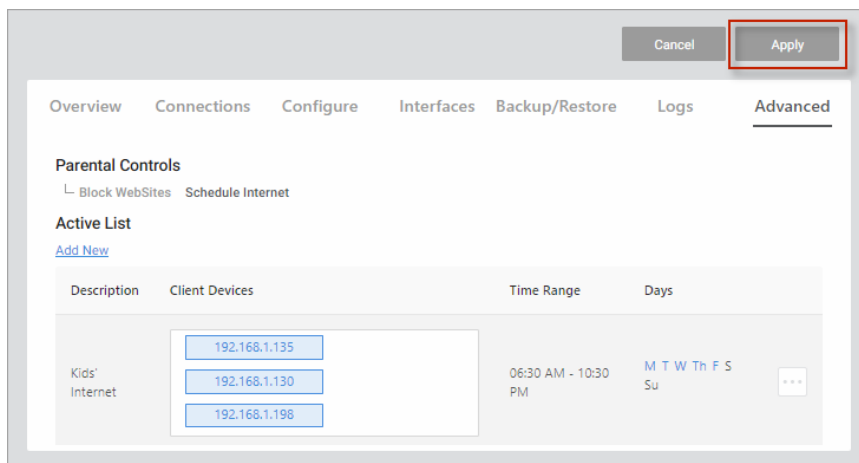 Cancel Apply
Overview Connections Configure Interfaces Backup/Restore Logs Advanced
Parental Controls
Block WebSites Schedule Internet
Active List
Add New
Description Client Devices Time Range Days
Kids'
Internet
192.168.1.135
192.168.1.130
192.168.1.198
06:30 AM - 10:30
PM
M T W Th F S
Su